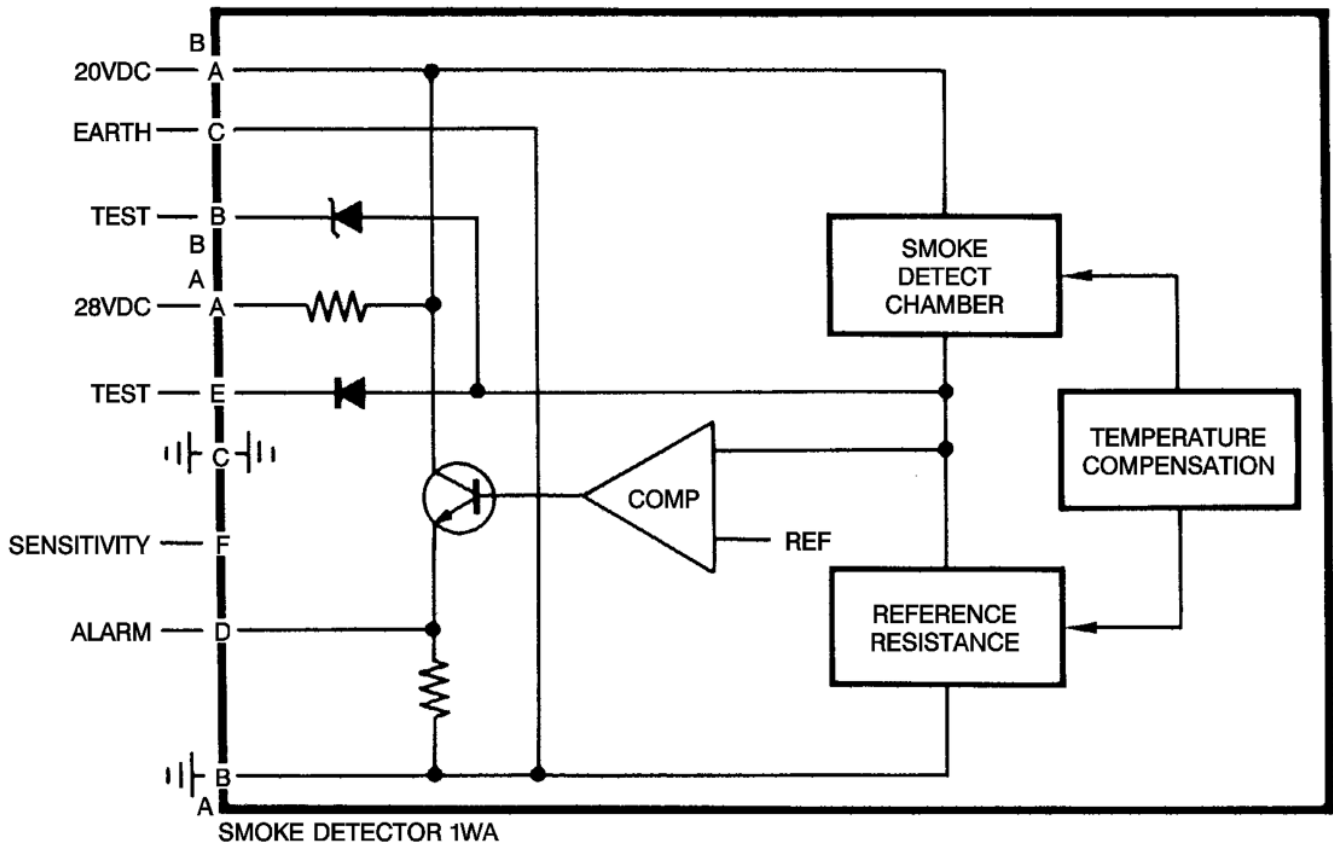 B
20VDC A
EARTH C
TEST B
B
A
28VDC A
TEST E
C
SENSITIVITY F
ALARM D
B
A
SMOKE
DETECT
CHAMBER
TEMPERATURE
COMPENSATION
COMP
REF
REFERENCE
RESISTANCE
SMOKE DETECTOR 1WA